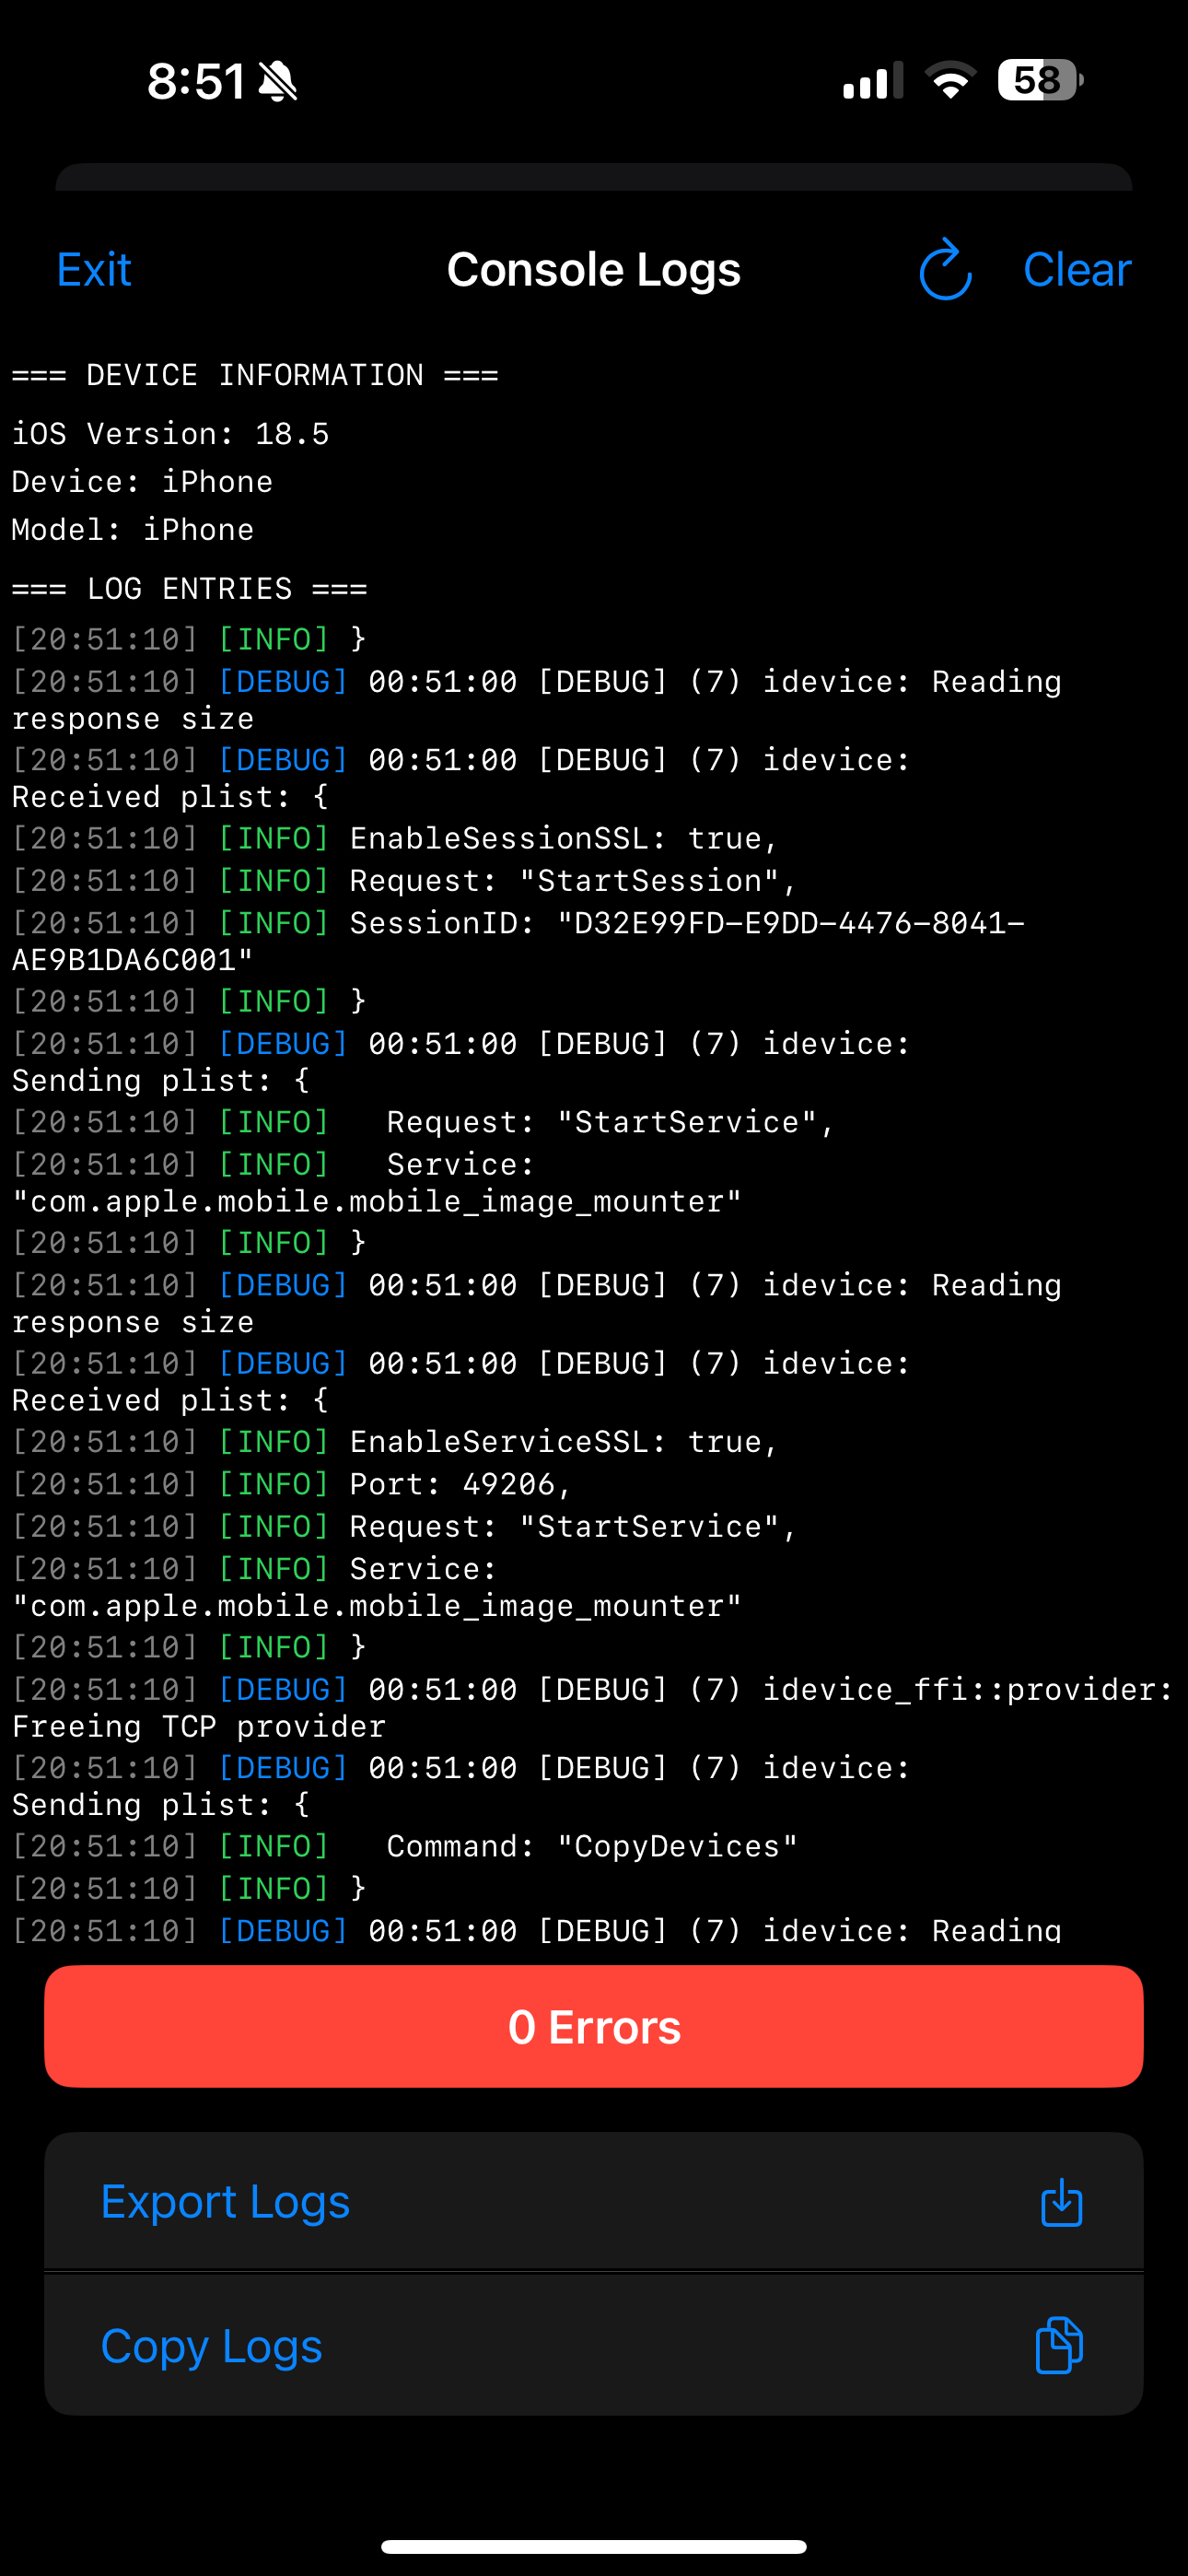 8:51
58
Exit
Console Logs
Clear
=== DEVICE INFORMATION ===
iOS Version: 18.5
Device: iPhone
Model: iPhone
=== LOG ENTRIES ===
[20:51:10] [INFO] }
[20:51:10] [DEBUG] 00:51:00 [DEBUG] (7) idevice: Reading
response size
[20:51:10] [DEBUG] 00:51:00 [DEBUG] (7) idevice:
Received plist: {
[20:51:10] [INFO] EnableSessionSSL: true,
[20:51:10] [INFO] Request: "StartSession",
[20:51:10] [INFO] SessionID: "D32E99FD-E9DD-4476-8041-
AE9B1DA6C001"
[20:51:10] [INFO] }
[20:51:10] [DEBUG] 00:51:00 [DEBUG] (7) idevice:
Sending plist: {
[20:51:10] [INFO]   Request: "StartService",
[20:51:10] [INFO]   Service:
"com.apple.mobile.mobile_image_mounter"
[20:51:10] [INFO] }
[20:51:10] [DEBUG] 00:51:00 [DEBUG] (7) idevice: Reading
response size
[20:51:10] [DEBUG] 00:51:00 [DEBUG] (7) idevice:
Received plist: {
[20:51:10] [INFO] EnableServiceSSL: true,
[20:51:10] [INFO] Port: 49206,
[20:51:10] [INFO] Request: "StartService",
[20:51:10] [INFO] Service:
"com.apple.mobile.mobile_image_mounter"
[20:51:10] [INFO] }
[20:51:10] [DEBUG] 00:51:00 [DEBUG] (7) idevice_ffi::provider:
Freeing TCP provider
[20:51:10] [DEBUG] 00:51:00 [DEBUG] (7) idevice:
Sending plist: {
[20:51:10] [INFO]   Command: "CopyDevices"
[20:51:10] [INFO] }
[20:51:10] [DEBUG] 00:51:00 [DEBUG] (7) idevice: Reading
0 Errors
Export Logs
Copy Logs